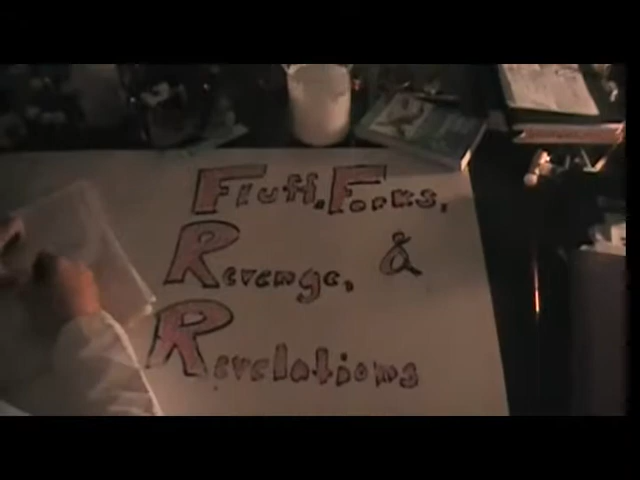 Fluff, Forks,
Revenge, &
Revelations